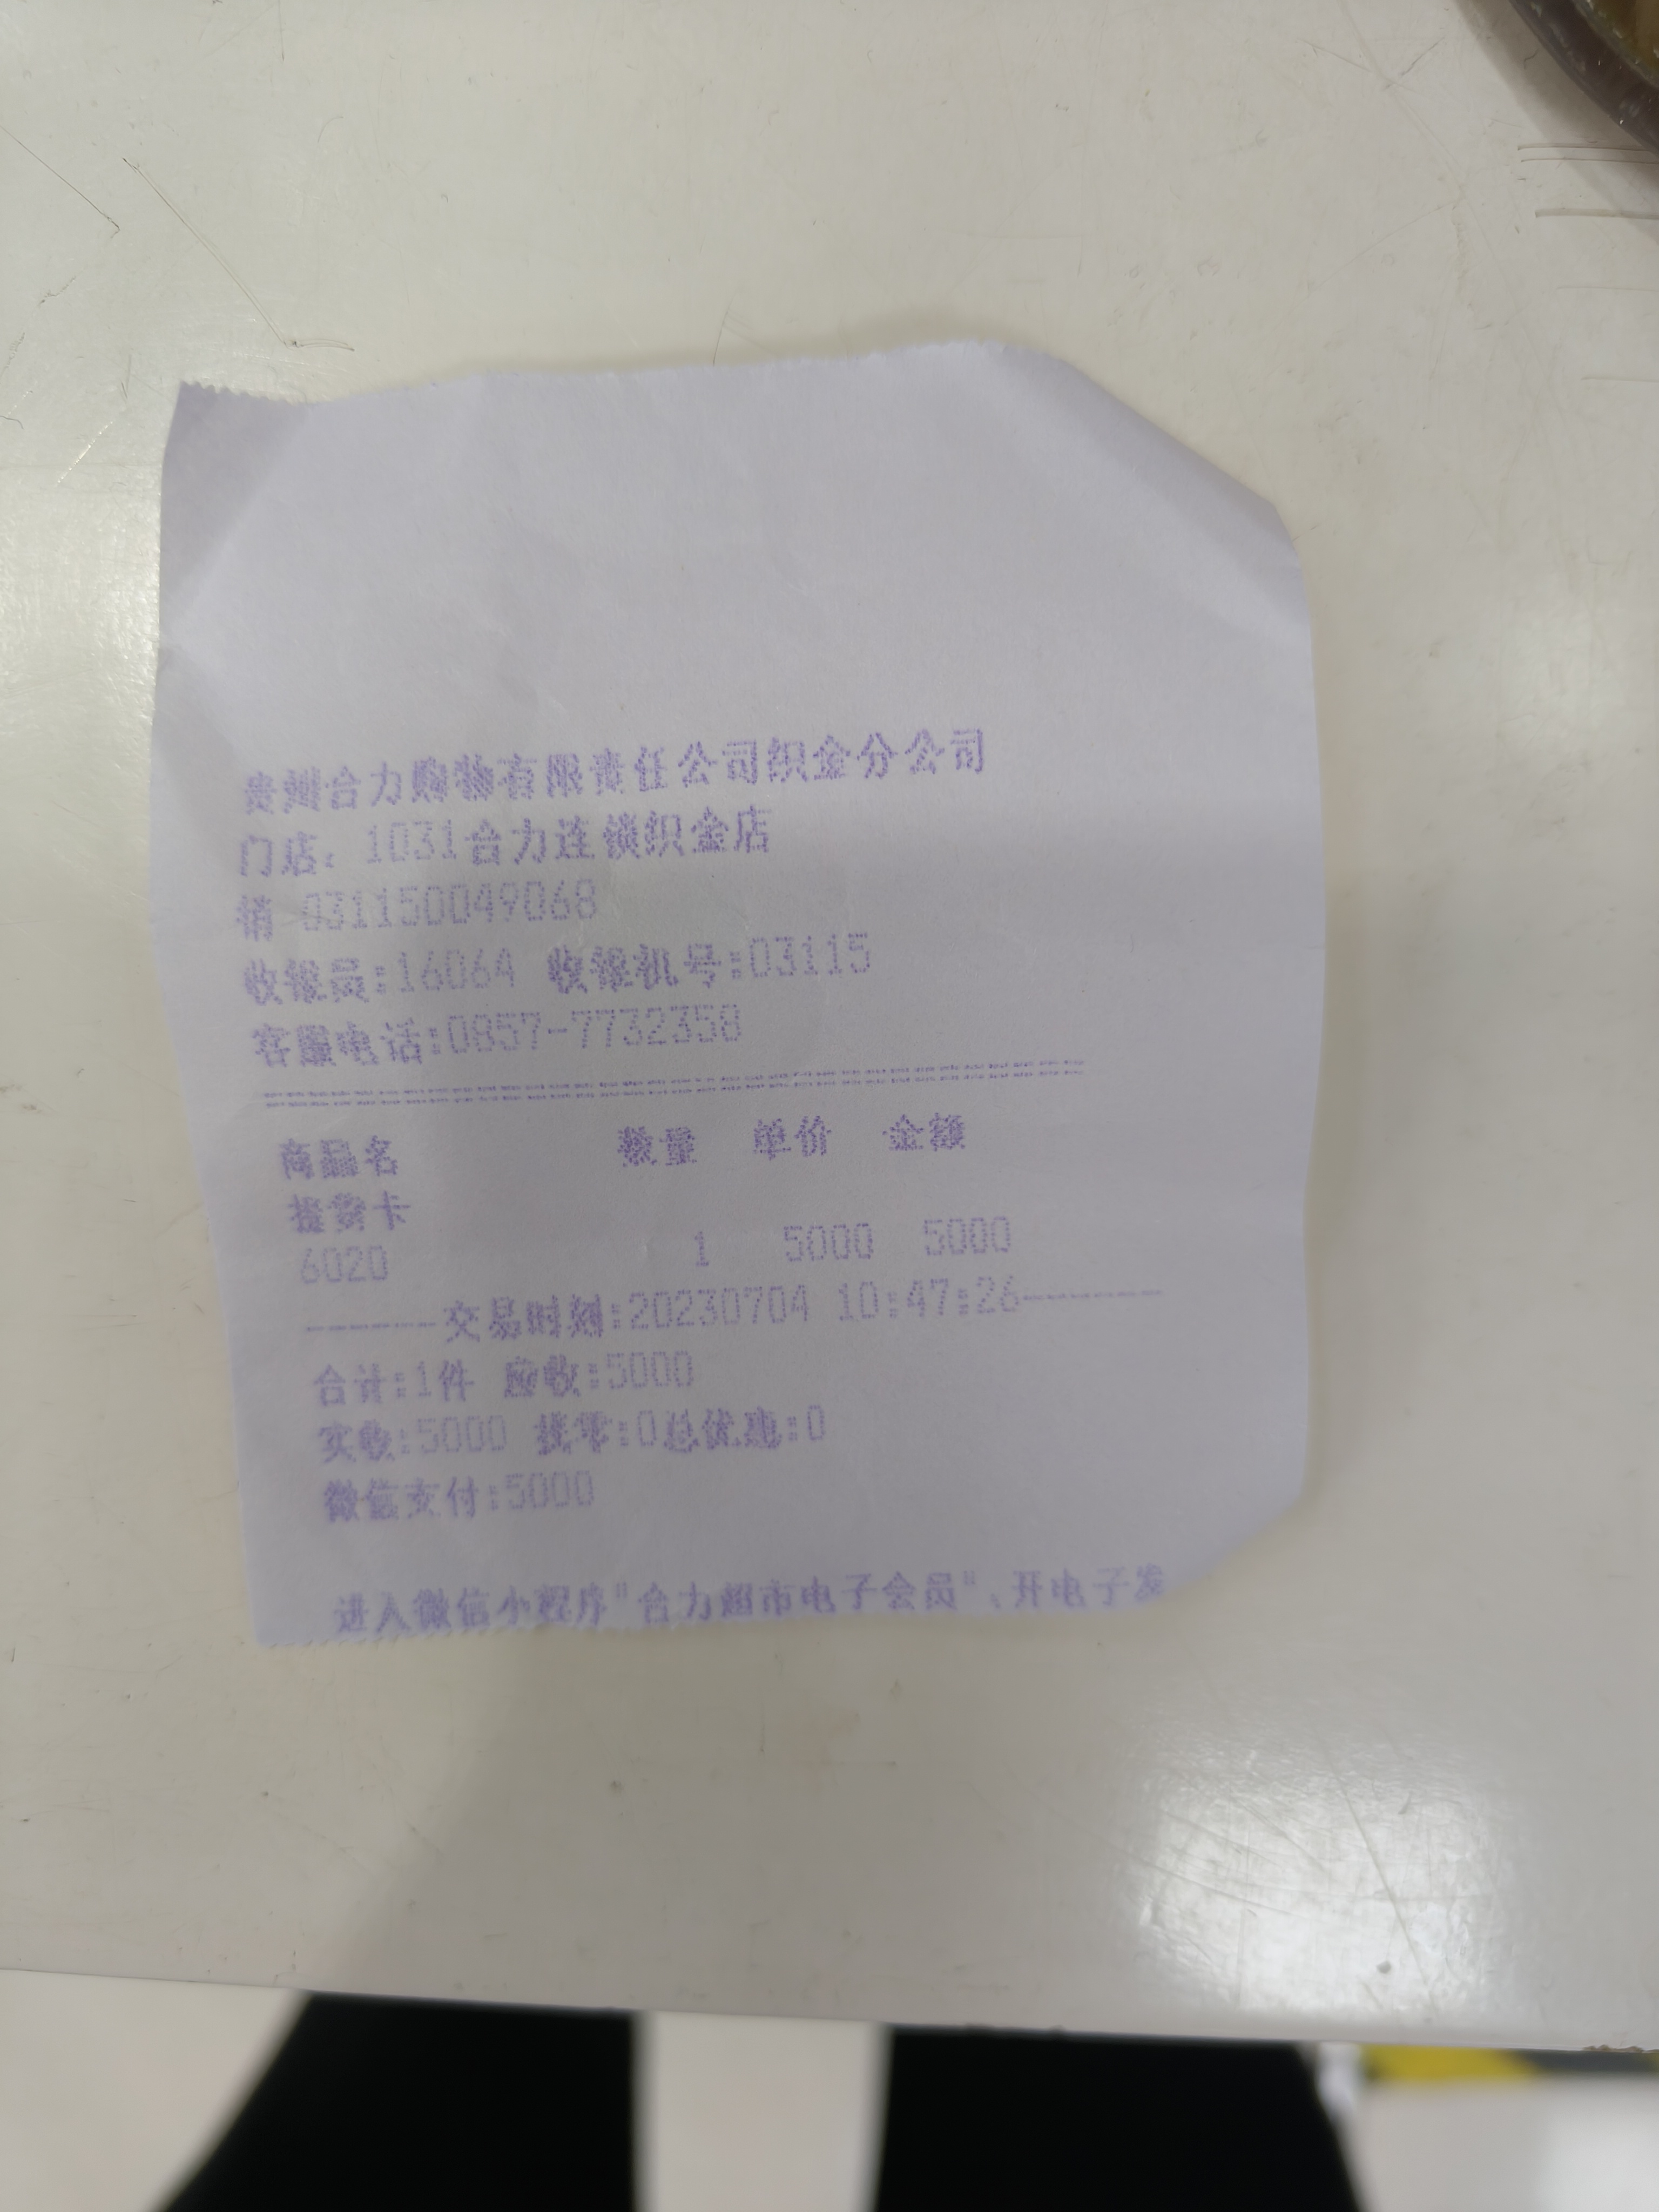 贵州合力购物有限责任公司织金分公司
门店: 1031合力连锁织金店
销 031150049068
收银员:16064 收银机号:03115
客服电话:0857-7732358
商品名 数量 单价 金额
提货卡
6020 1 5000 5000
------交易时刻:20230704 10:47:26------
合计:1件 应收:5000
实收:5000 找零:0总优惠:0
微信支付:5000
进入微信小程序"合力超市电子会员"、开电子发